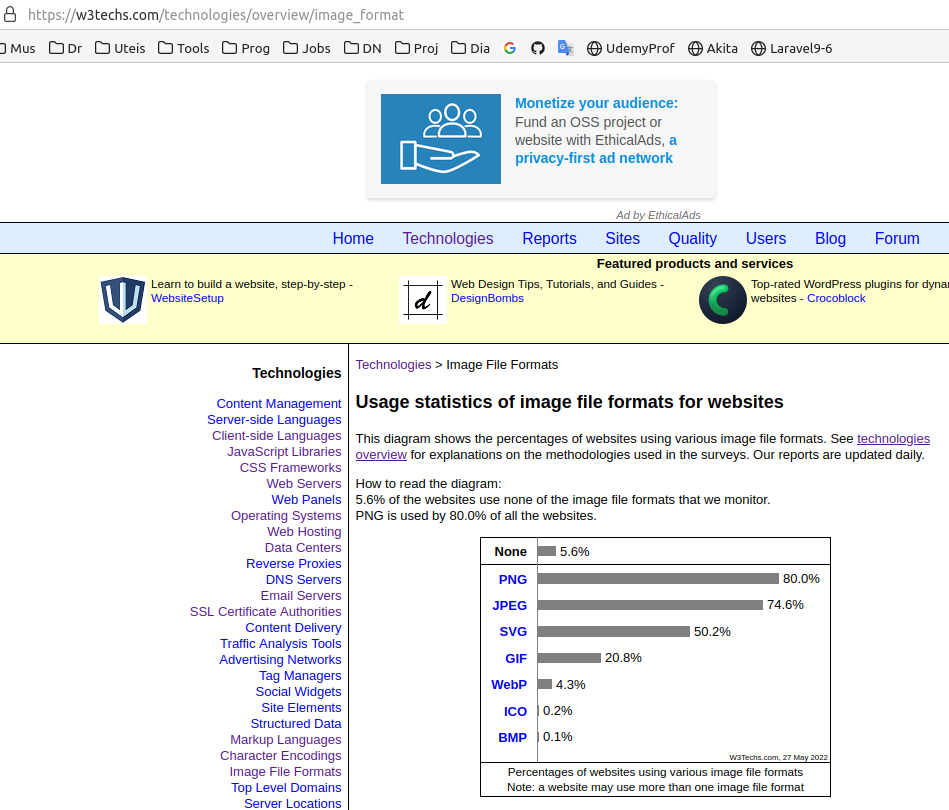 https://w3techs.com/technologies/overview/image_format
Mus Dr Uteis Tools Prog Jobs DN Proj Dia UdemyProf Akita Laravel9-6
Monetize your audience:
Fund an OSS project or
website with EthicalAds, a
privacy-first ad network
Ad by EthicalAds
Home Technologies Reports Sites Quality Users Blog Forum
Featured products and services
Learn to build a website, step-by-step -
WebsiteSetup
d
Web Design Tips, Tutorials, and Guides -
DesignBombs
Top-rated WordPress plugins for dyna
websites - Crocoblock
Technologies
Content Management
Server-side Languages
Client-side Languages
JavaScript Libraries
CSS Frameworks
Web Servers
Web Panels
Operating Systems
Web Hosting
Data Centers
Reverse Proxies
DNS Servers
Email Servers
SSL Certificate Authorities
Content Delivery
Traffic Analysis Tools
Advertising Networks
Tag Managers
Social Widgets
Site Elements
Structured Data
Markup Languages
Character Encodings
Image File Formats
Top Level Domains
Server Locations
Technologies > Image File Formats
Usage statistics of image file formats for websites
This diagram shows the percentages of websites using various image file formats. See technologies
overview for explanations on the methodologies used in the surveys. Our reports are updated daily.
How to read the diagram:
5.6% of the websites use none of the image file formats that we monitor.
PNG is used by 80.0% of all the websites.
None 5.6%
PNG 80.0%
JPEG 74.6%
SVG 50.2%
GIF 20.8%
WebP 4.3%
ICO 0.2%
BMP 0.1%
W3Techs.com, 27 May 2022
Percentages of websites using various image file formats
Note: a website may use more than one image file format